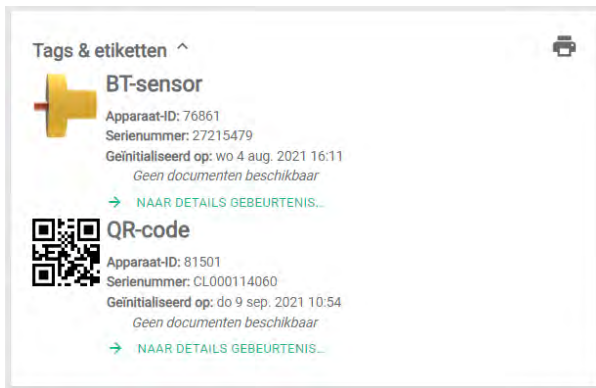 Tags & etiketten ^
BT-sensor
Apparaat-ID: 76861
Serienummer: 27215479
Geïnitialiseerd op: wo 4 aug. 2021 16:11
Geen documenten beschikbaar
→ NAAR DETAILS GEBEURTENIS...
QR-code
Apparaat-ID: 81501
Serienummer: CL000114060
Geïnitialiseerd op: do 9 sep. 2021 10:54
Geen documenten beschikbaar
→ NAAR DETAILS GEBEURTENIS...